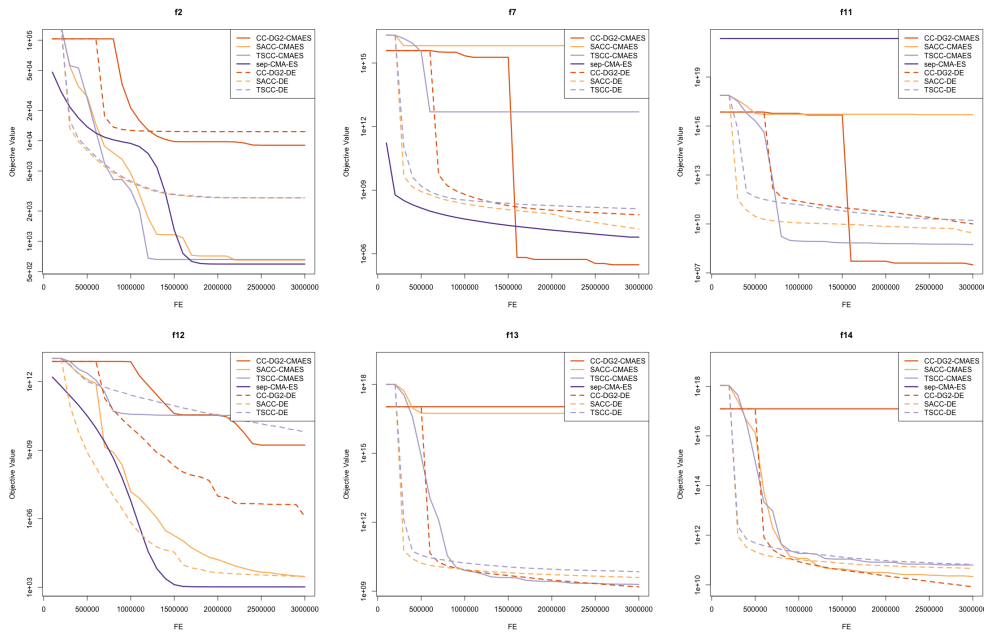 f2
Objective Value
1e+05
5e+04
2e+04
1e+04
5e+03
2e+03
1e+03
5e+02
0
500000
1000000
1500000
2000000
2500000
3000000
FE
CC-DG2-CMAES
SACC-CMAES
TSCC-CMAES
sep-CMA-ES
CC-DG2-DE
SACC-DE
TSCC-DE
f7
Objective Value
1e+15
1e+12
1e+09
1e+06
0
500000
1000000
1500000
2000000
2500000
3000000
FE
CC-DG2-CMAES
SACC-CMAES
TSCC-CMAES
sep-CMA-ES
CC-DG2-DE
SACC-DE
TSCC-DE
f11
Objective Value
1e+19
1e+16
1e+13
1e+10
1e+07
0
500000
1000000
1500000
2000000
2500000
3000000
FE
CC-DG2-CMAES
SACC-CMAES
TSCC-CMAES
sep-CMA-ES
CC-DG2-DE
SACC-DE
TSCC-DE
f12
Objective Value
1e+12
1e+09
1e+06
1e+03
0
500000
1000000
1500000
2000000
2500000
3000000
FE
CC-DG2-CMAES
SACC-CMAES
TSCC-CMAES
sep-CMA-ES
CC-DG2-DE
SACC-DE
TSCC-DE
f13
Objective Value
1e+18
1e+15
1e+12
1e+09
0
500000
1000000
1500000
2000000
2500000
3000000
FE
CC-DG2-CMAES
SACC-CMAES
TSCC-CMAES
sep-CMA-ES
CC-DG2-DE
SACC-DE
TSCC-DE
f14
Objective Value
1e+18
1e+16
1e+14
1e+12
1e+10
0
500000
1000000
1500000
2000000
2500000
3000000
FE
CC-DG2-CMAES
SACC-CMAES
TSCC-CMAES
sep-CMA-ES
CC-DG2-DE
SACC-DE
TSCC-DE